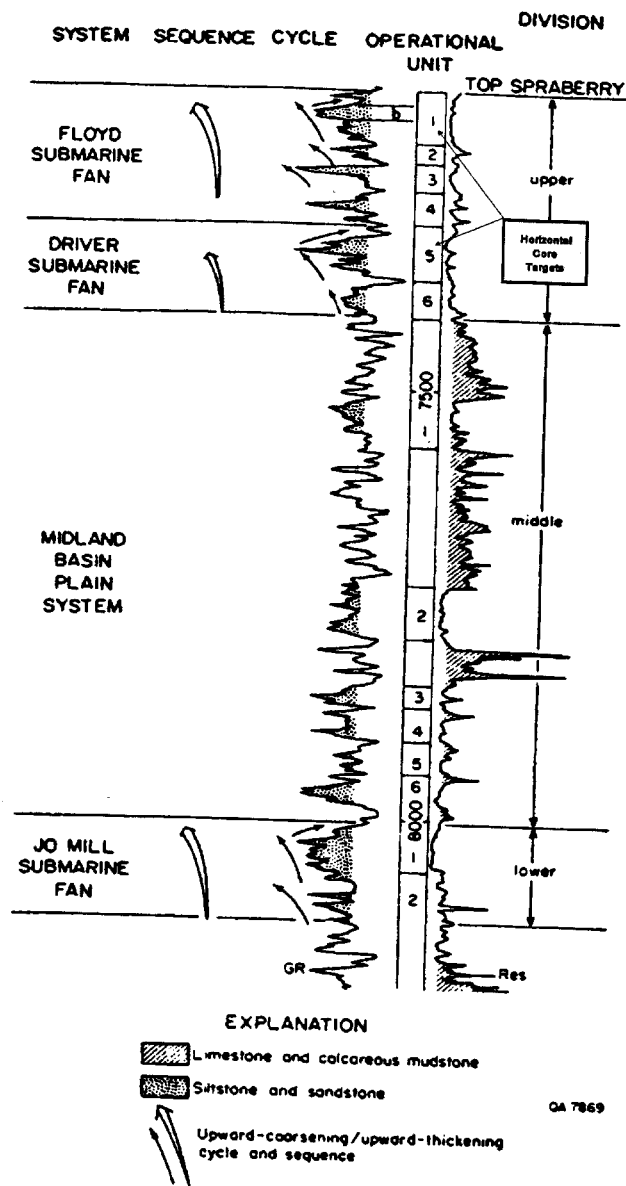 DIVISION
SYSTEM SEQUENCE CYCLE OPERATIONAL
UNIT
TOP SPRABERRY
FLOYD
SUBMARINE
FAN
b
1
2
3
4
upper
DRIVER
SUBMARINE
FAN
5
6
Horizontal
Core
Targets
7500
1
MIDLAND
BASIN
PLAIN
SYSTEM
middle
2
3
4
5
6
8000
JO MILL
SUBMARINE
FAN
1
2
lower
GR
Res
EXPLANATION
Limestone and calcareous mudstone
Siltstone and sandstone
QA 7869
Upward-coarsening/upward-thickening
cycle and sequence